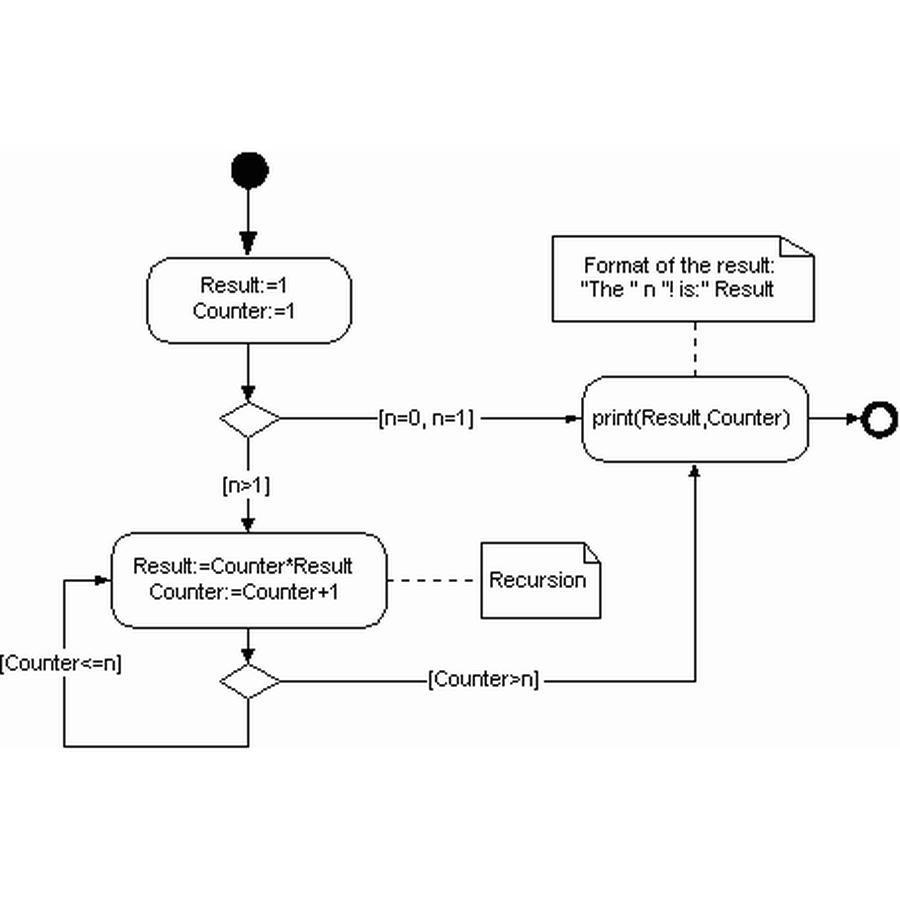 Result:=1
Counter:=1
Format of the result:
"The " n "! is:" Result
[n=0, n=1]
print(Result,Counter)
[n>1]
Result:=Counter*Result
Counter:=Counter+1
Recursion
[Counter<=n]
[Counter>n]